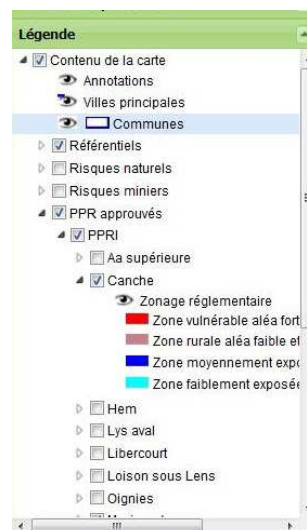 Légende
Contenu de la carte
Annotations
Villes principales
Communes
Référentiels
Risques naturels
Risques miniers
PPR approuvés
PPRI
Aa supérieure
Canche
Zonage réglementaire
Zone vulnérable aléa fort
Zone rurale aléa faible et
Zone moyennement expo
Zone faiblement exposée
Hem
Lys aval
Libercourt
Loison sous Lens
Oignies